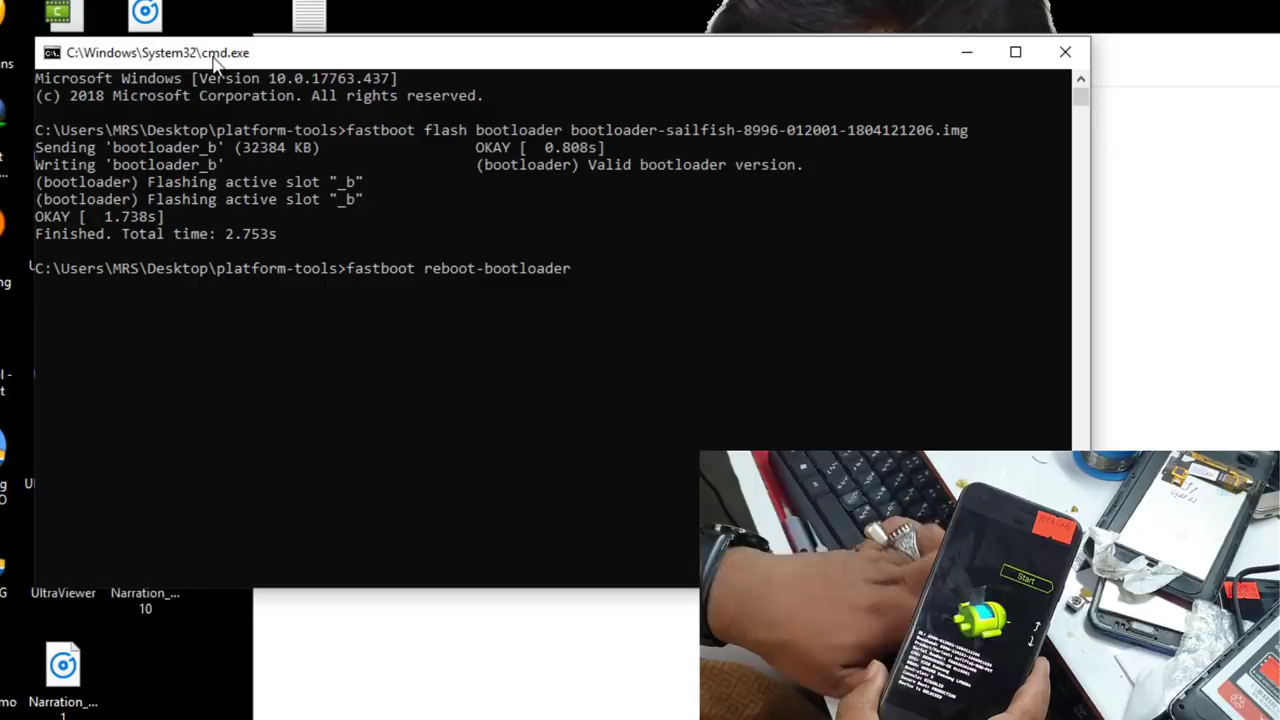 C:\Windows\System32\cmd.exe
Microsoft Windows [Version 10.0.17763.437]
(c) 2018 Microsoft Corporation. All rights reserved.
C:\Users\MRS\Desktop\platform-tools>fastboot flash bootloader bootloader-sailfish-8996-012001-1804121206.img
Sending 'bootloader_b' (32384 KB) OKAY [ 0.808s]
Writing 'bootloader_b' (bootloader) Valid bootloader version.
(bootloader) Flashing active slot "_b"
(bootloader) Flashing active slot "_b"
OKAY [ 1.738s]
Finished. Total time: 2.753s
C:\Users\MRS\Desktop\platform-tools>fastboot reboot-bootloader
UltraViewer
Narration_...
10
Narration_...
1
Start